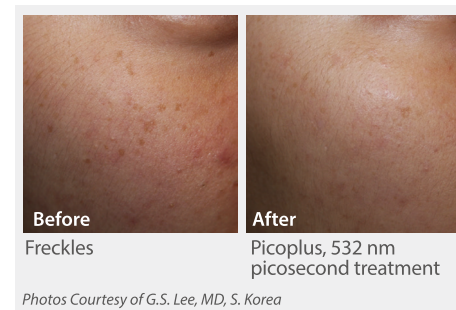 Before
After
Freckles
Picoplus, 532 nm
picosecond treatment
Photos Courtesy of G.S. Lee, MD, S. Korea